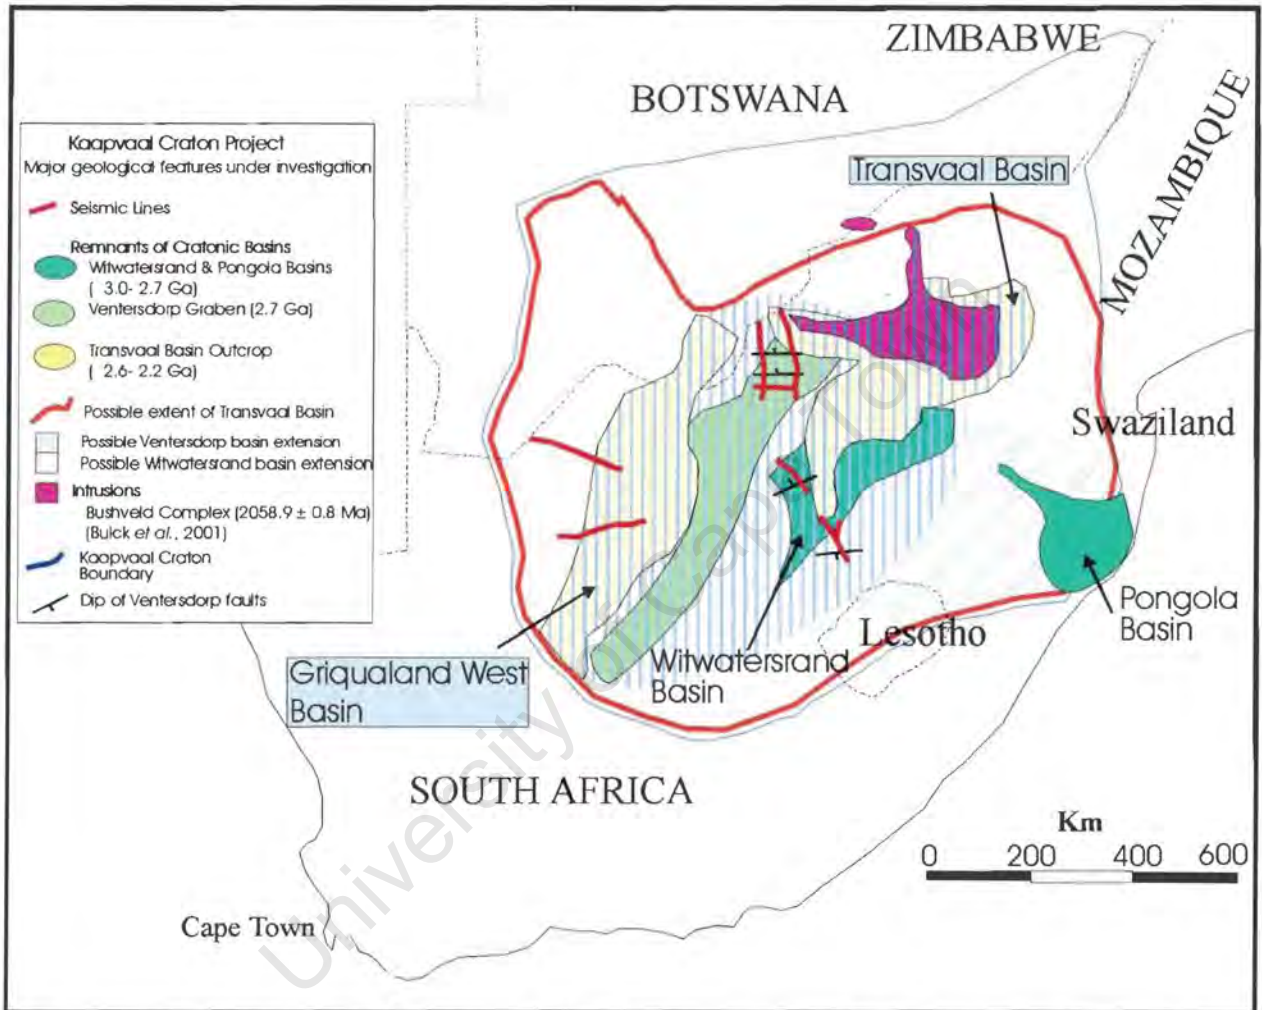 ZIMBABWE
BOTSWANA
MOZAMBIQUE
Transvaal Basin
Kaapvaal Craton Project
Major geological features under investigation
Seismic Lines
Remnants of Cratonic Basins
Witwatersrand & Pongola Basins
( 3.0- 2.7 Ga)
Ventersdorp Graben (2.7 Ga)
Transvaal Basin Outcrop
( 2.6- 2.2 Ga)
Possible extent of Transvaal Basin
Possible Ventersdorp basin extension
Possible Witwatersrand basin extension
Intrusions
Bushveld Complex (2058.9 ± 0.8 Ma)
(Buick et al., 2001)
Kaapvaal Craton
Boundary
Dip of Ventersdorp faults
Swaziland
Pongola
Basin
Lesotho
Witwatersrand
Basin
Griqualand West
Basin
SOUTH AFRICA
Km
0 200 400 600
Cape Town
University of Cape Town